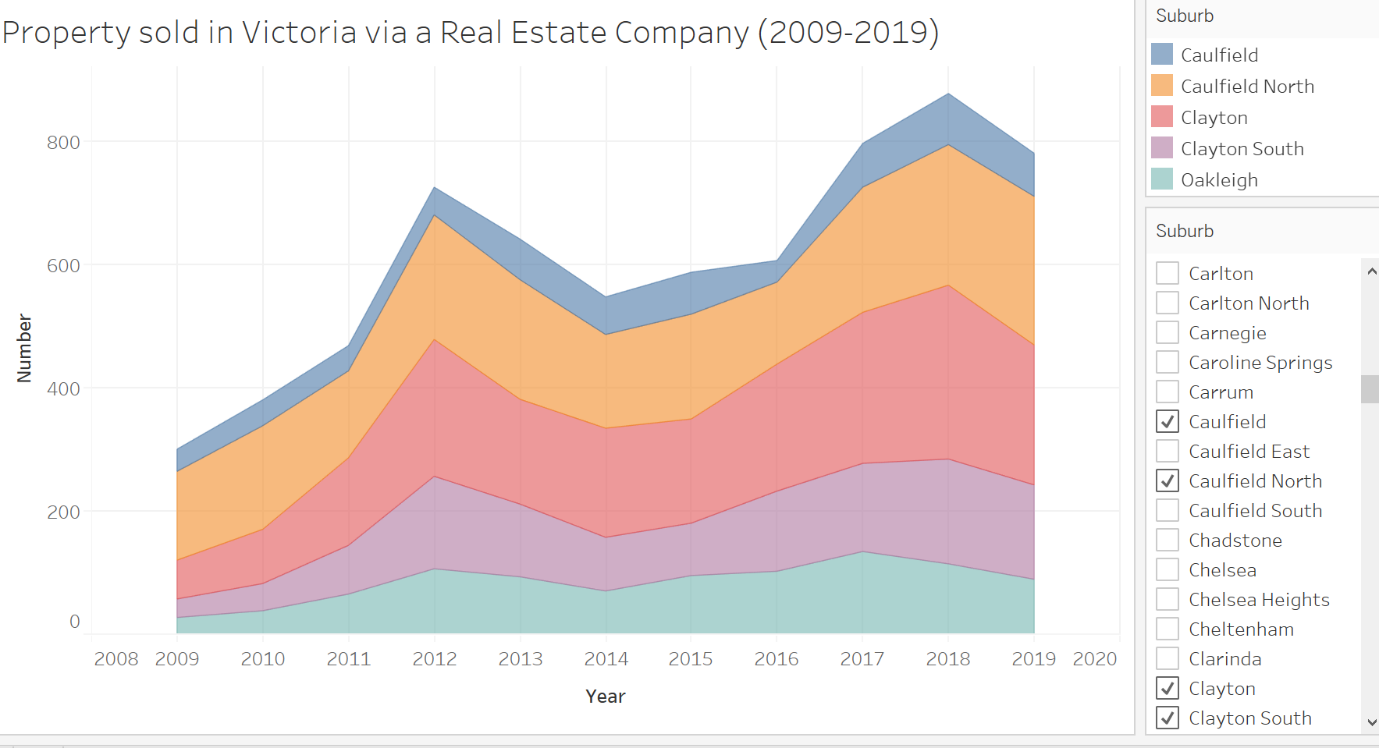 Property sold in Victoria via a Real Estate Company (2009-2019)
800
600
400
200
0
Number
2008 2009 2010 2011 2012 2013 2014 2015 2016 2017 2018 2019 2020
Year
Suburb
Caulfield
Caulfield North
Clayton
Clayton South
Oakleigh
Suburb
Carlton
Carlton North
Carnegie
Caroline Springs
Carrum
Caulfield
Caulfield East
Caulfield North
Caulfield South
Chadstone
Chelsea
Chelsea Heights
Cheltenham
Clarinda
Clayton
Clayton South